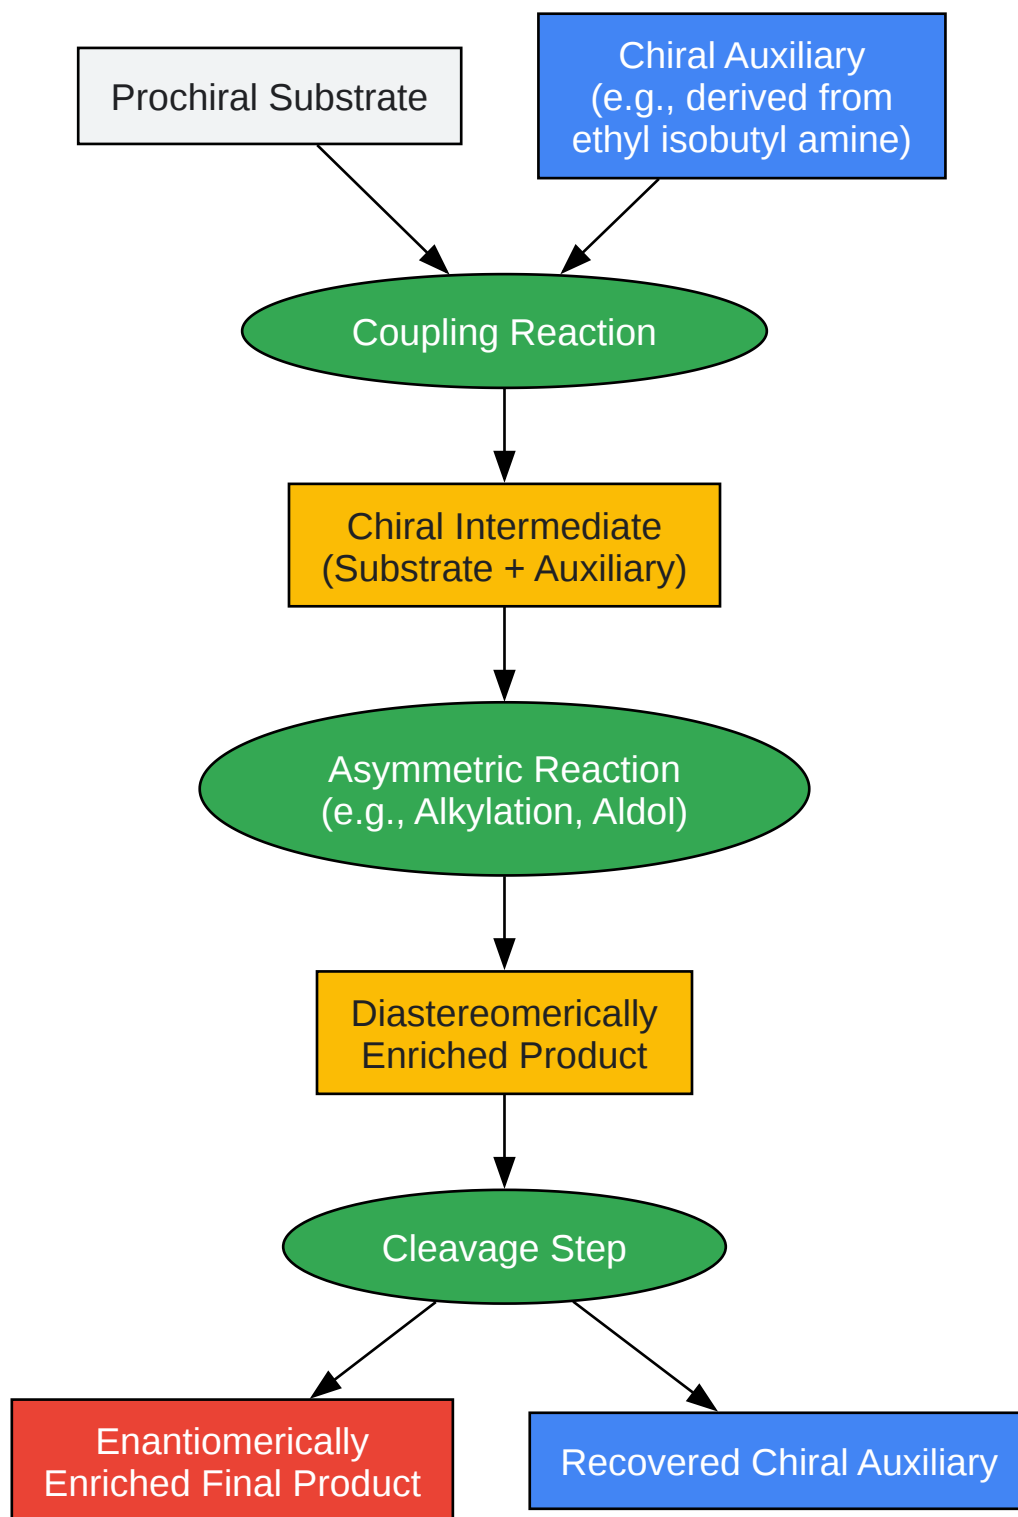 Prochiral Substrate
Chiral Auxiliary
(e.g., derived from
ethyl isobutyl amine)
Coupling Reaction
Chiral Intermediate
(Substrate + Auxiliary)
Asymmetric Reaction
(e.g., Alkylation, Aldol)
Diastereomerically
Enriched Product
Cleavage Step
Enantiomerically
Enriched Final Product
Recovered Chiral Auxiliary